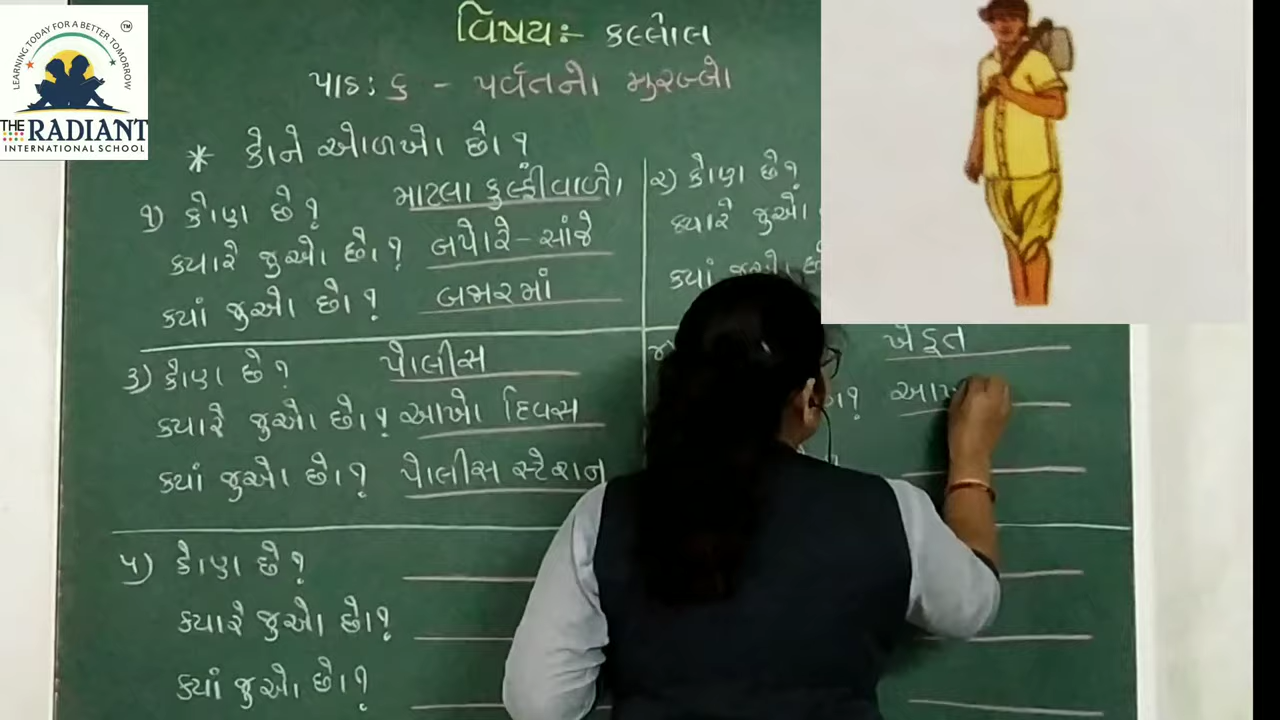 LEARNING TODAY FOR A BETTER TOMORROW
TM
THE RADIANT
INTERNATIONAL SCHOOL
વિષય:- કલ્લોલ
પાઠ: ૬ - પર્વતનો મુરબ્બો
* કોને ઓળખો છો?
૧) કોણ છે? માટલા કુલ્ફીવાળો
ક્યારે જુઓ છો? બપોરે-સાંજે
ક્યાં જુઓ છો? બજારમાં
૨) કોણ છે?
ક્યારે જુઓ
ક્યાં જુઓ
૩) કોણ છે? પોલીસ
ક્યારે જુઓ છો? આખો દિવસ
ક્યાં જુઓ છો? પોલીસ સ્ટેશન
ખેડૂત
૫) કોણ છે?
ક્યારે જુઓ છો?
ક્યાં જુઓ છો?